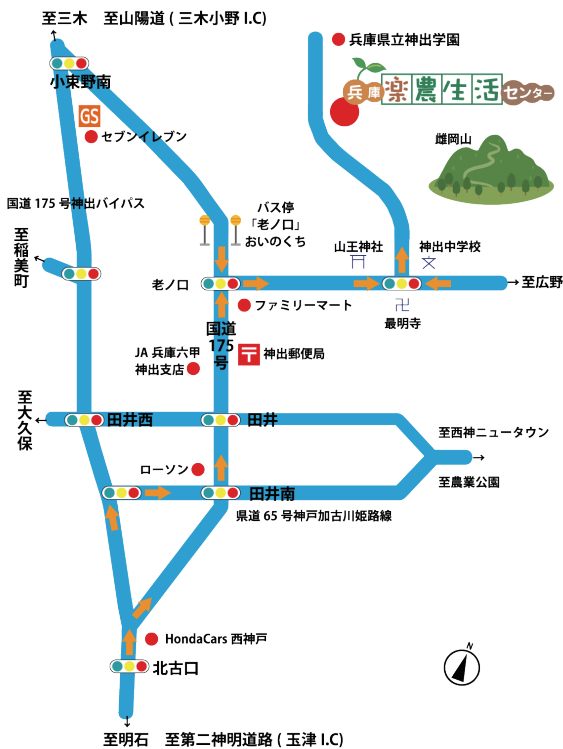 至三木　至山陽道 ( 三木小野 I.C)
兵庫県立神出学園
小束野南
兵庫楽農生活センター
GS
セブンイレブン
雌岡山
国道 175 号神出バイパス
バス停
「老ノ口」
おいのくち
至稲美町
山王神社
神出中学校
老ノ口
至広野
ファミリーマート
最明寺
国道
175
号
JA 兵庫六甲
神出支店
神出郵便局
至大久保
田井西
田井
至西神ニュータウン
ローソン
至農業公園
田井南
県道 65 号神戸加古川姫路線
HondaCars 西神戸
N
北古口
至明石　至第二神明道路 ( 玉津 I.C)